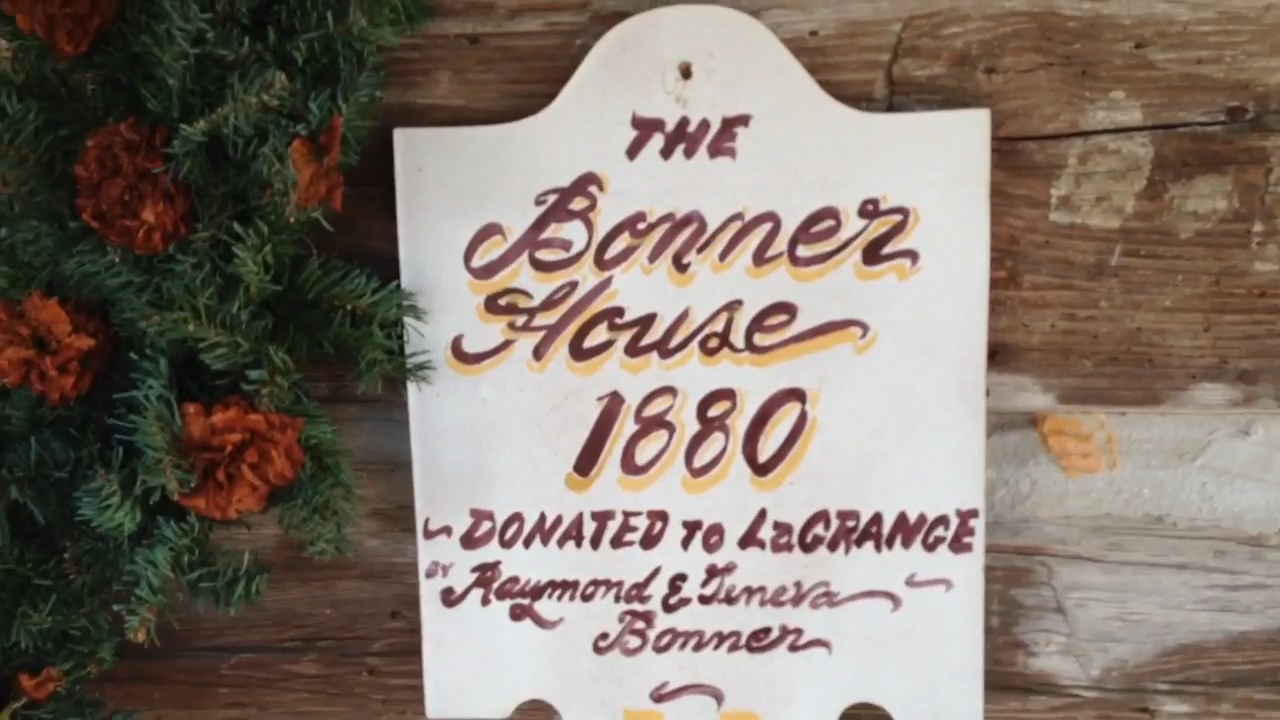 THE
Bonner
House
1880
~DONATED TO LaGRANGE
BY Raymond & Geneva ~
Bonner